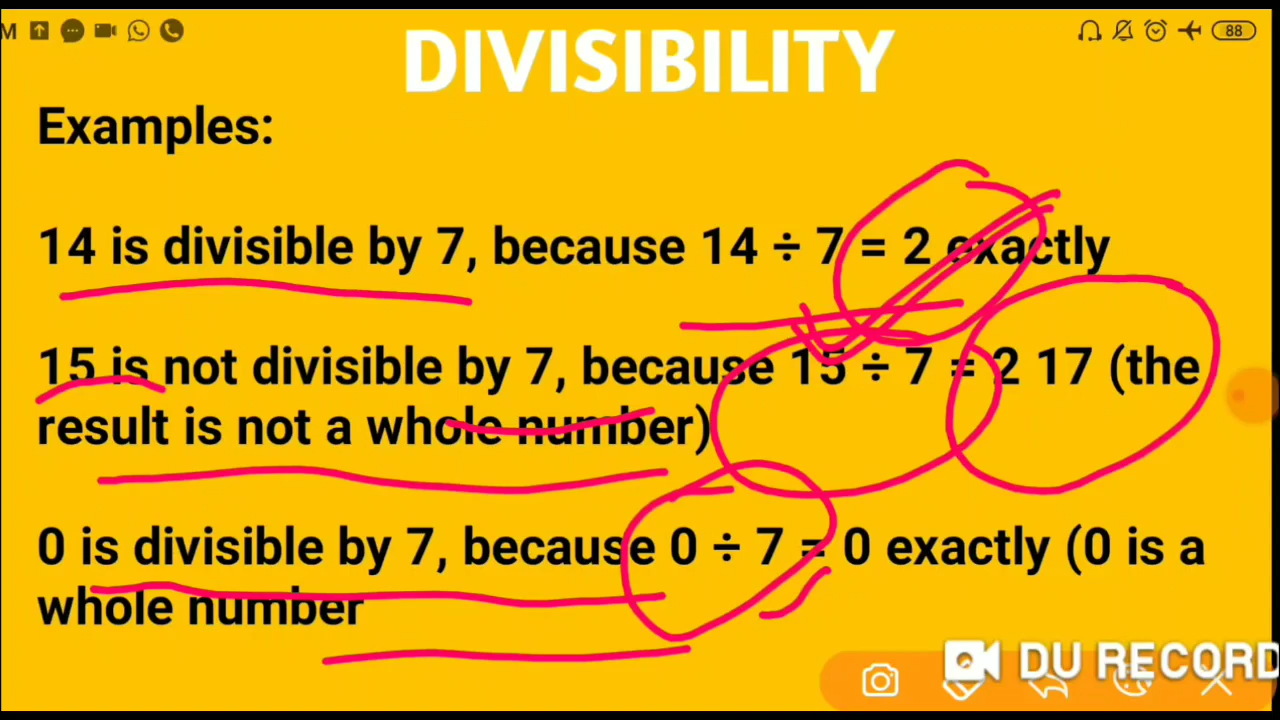 M
88
DIVISIBILITY
Examples:
14 is divisible by 7, because 14 ÷ 7 = 2 exactly
15 is not divisible by 7, because 15 ÷ 7 = 2 17 (the
result is not a whole number)
0 is divisible by 7, because 0 ÷ 7 = 0 exactly (0 is a
whole number
DU RECORD